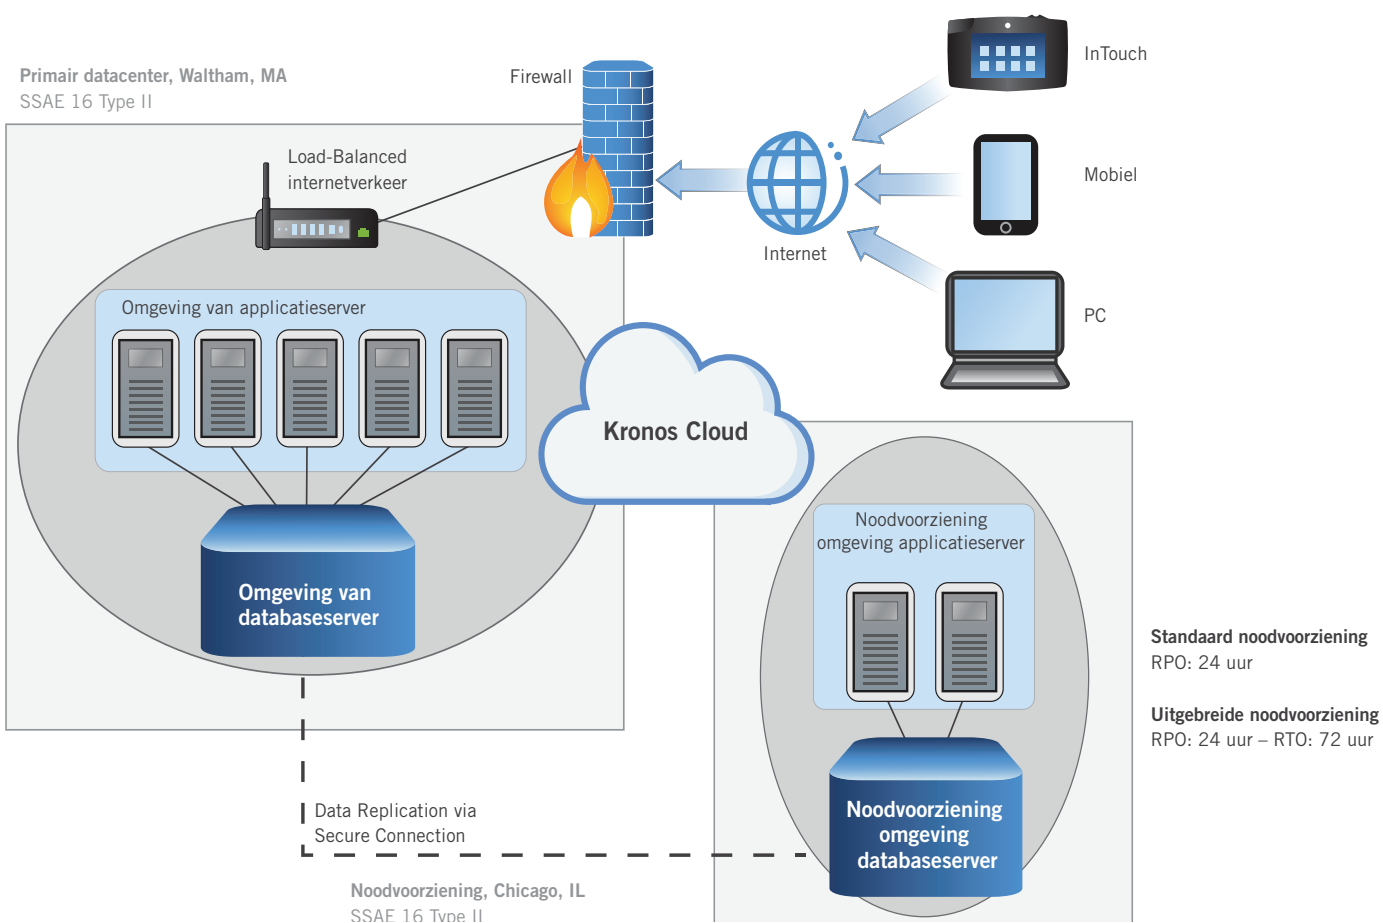 Primair datacenter, Waltham, MA
SSAE 16 Type II
Firewall
InTouch
Load-Balanced
internetverkeer
Mobiel
Internet
Omgeving van applicatieserver
PC
Kronos Cloud
Omgeving van
databaseserver
Noodvoorziening
omgeving applicatieserver
Standaard noodvoorziening
RPO: 24 uur
Uitgebreide noodvoorziening
RPO: 24 uur – RTO: 72 uur
Data Replication via
Secure Connection
Noodvoorziening
omgeving
databaseserver
Noodvoorziening, Chicago, IL
SSAE 16 Type II